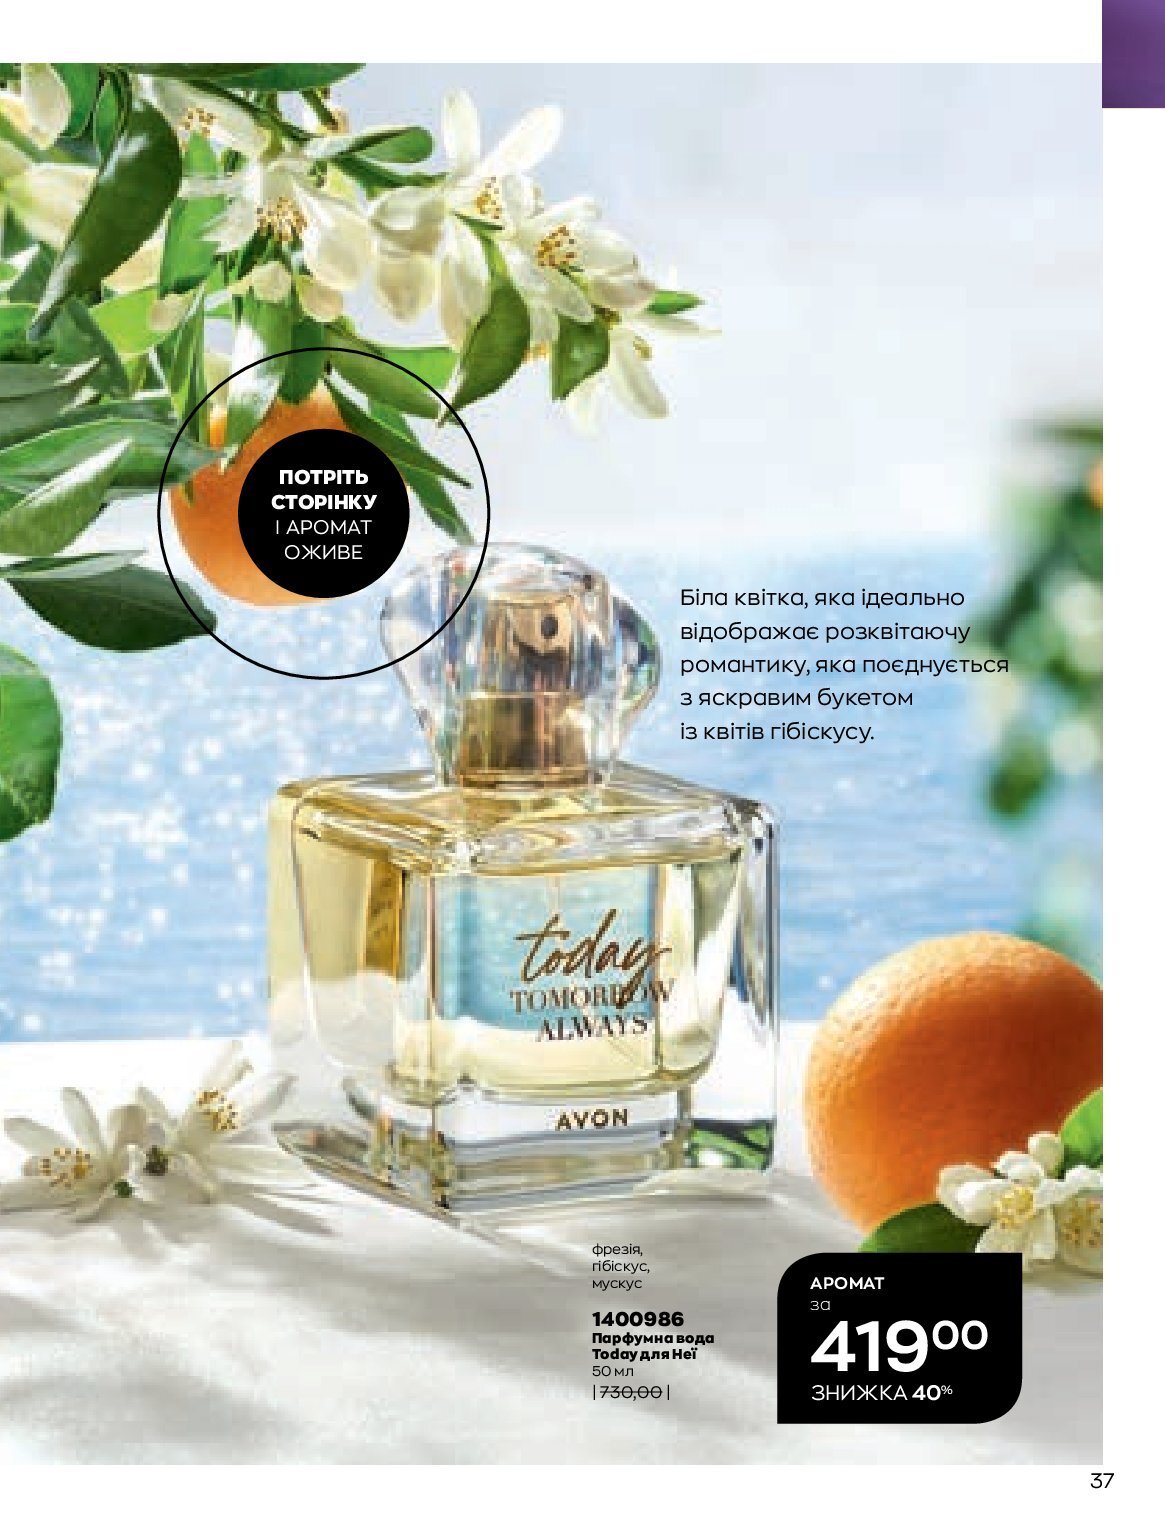 ПОТРІТЬ
СТОРІНКУ
І АРОМАТ
ОЖИВЕ
Біла квітка, яка ідеально
відображає розквітаючу
романтику, яка поєднується
з яскравим букетом
із квітів гібіскусу.
today
TOMORROW
ALWAYS
AVON
фрезія,
гібіскус,
мускус
1400986
Парфумна вода
Today для Неї
50 мл
| 730,00 |
АРОМАТ
за
419⁰⁰
ЗНИЖКА 40%
37